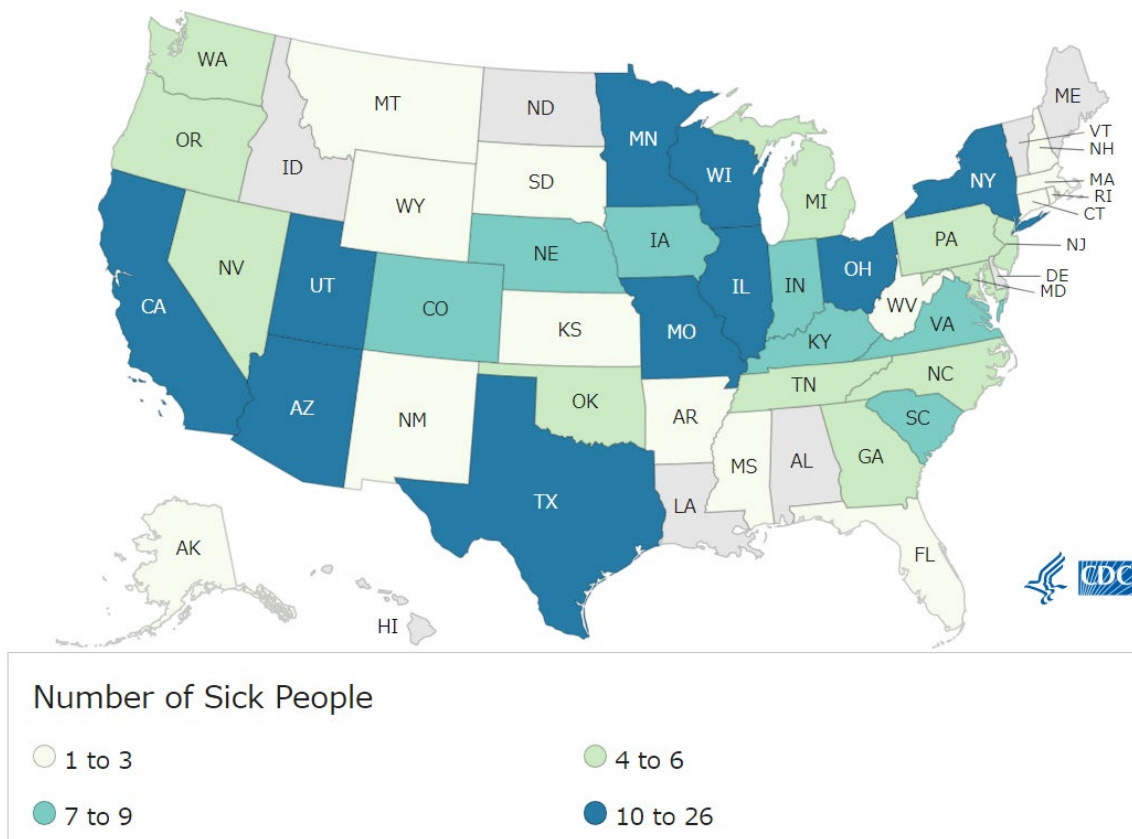 WA
MT
ND
ME
OR
MN
VT
ID
NH
SD
WI
NY
MA
WY
RI
MI
CT
IA
PA
NE
NJ
NV
OH
UT
IL
IN
DE
MD
CA
CO
WV
KS
MO
VA
KY
NC
TN
AZ
OK
NM
AR
SC
MS
AL
GA
TX
LA
AK
FL
CDC
HI
Number of Sick People
1 to 3
4 to 6
7 to 9
10 to 26